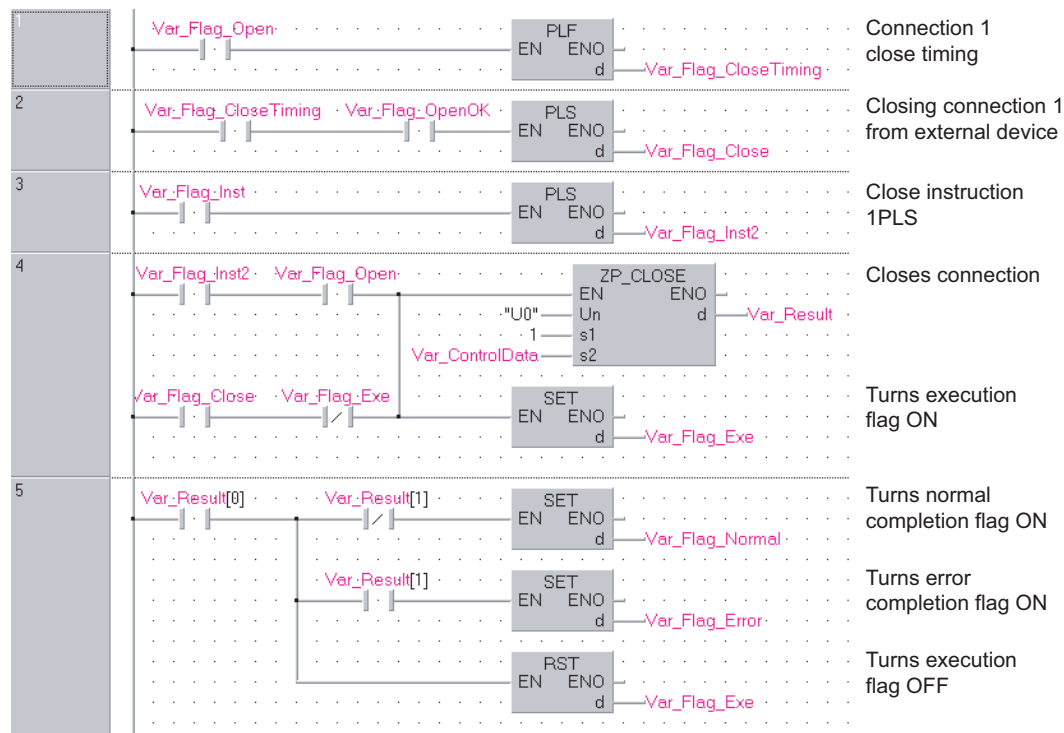 1
Var_Flag_Open
PLF
EN ENO
d
Var_Flag_CloseTiming
Connection 1
close timing
2
Var_Flag_CloseTiming Var_Flag_OpenOK
PLS
EN ENO
d
Var_Flag_Close
Closing connection 1
from external device
3
Var_Flag_Inst
PLS
EN ENO
d
Var_Flag_Inst2
Close instruction
1PLS
4
Var_Flag_Inst2 Var_Flag_Open
ZP_CLOSE
EN ENO
"U0" Un d Var_Result
1 s1
Var_ControlData s2
Closes connection
Var_Flag_Close Var_Flag_Exe
SET
EN ENO
d
Var_Flag_Exe
Turns execution
flag ON
5
Var_Result[0] Var_Result[1]
SET
EN ENO
d
Var_Flag_Normal
Turns normal
completion flag ON
Var_Result[1]
SET
EN ENO
d
Var_Flag_Error
Turns error
completion flag ON
RST
EN ENO
d
Var_Flag_Exe
Turns execution
flag OFF